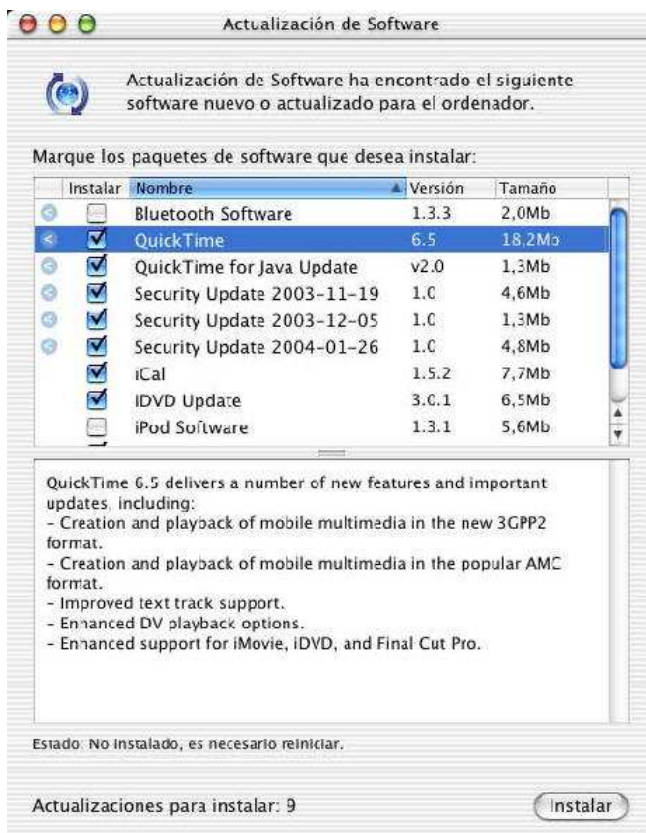 Actualización de Software
Actualización de Software ha encontrado el siguiente
software nuevo o actualizado para el ordenador.
Marque los paquetes de software que desea instalar:
Instalar Nombre Versión Tamaño
Bluetooth Software 1.3.3 2,0Mb
QuickTime 6.5 18,2Mb
QuickTime for Java Update v2.0 1,3Mb
Security Update 2003-11-19 1.0 4,6Mb
Security Update 2003-12-05 1.0 1,3Mb
Security Update 2004-01-26 1.0 4,8Mb
iCal 1.5.2 7,7Mb
iDVD Update 3.0.1 6,5Mb
iPod Software 1.3.1 5,6Mb
QuickTime 6.5 delivers a number of new features and important
updates, including:
- Creation and playback of mobile multimedia in the new 3GPP2
format.
- Creation and playback of mobile multimedia in the popular AMC
format.
- Improved text track support.
- Enhanced DV playback options.
- Enhanced support for iMovie, iDVD, and Final Cut Pro.
Estado: No instalado, es necesario reiniciar.
Actualizaciones para instalar: 9
Instalar